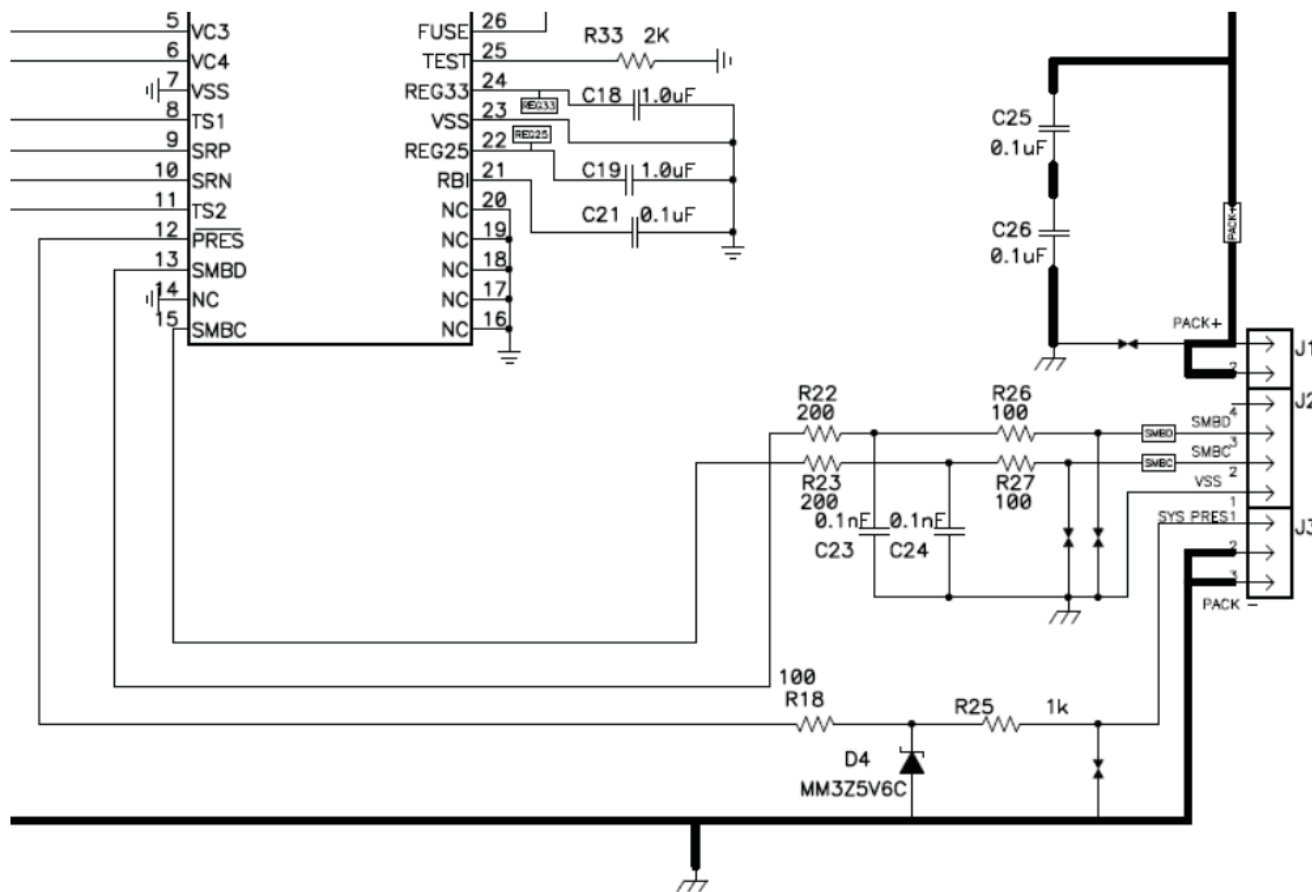 5 VC3
6 VC4
7 VSS
8 TS1
9 SRP
10 SRN
11 TS2
12 PRES
13 SMBD
14 NC
15 SMBC
FUSE 26
TEST 25
REG33 24
VSS 23
REG22 22
RBI 21
NC 20
NC 19
NC 18
NC 17
NC 16
R33 2K
REG33
C18 1.0uF
REG25
C19 1.0uF
C21 0.1uF
C25
0.1uF
C26
0.1uF
PACK+
PACK+
J1
2
J2
R22
200
R26
100
SMBD 4
SMBD
SMBC 3
SMBC
R23
200
R27
100
VSS 2
1
0.1nF 0.1nF
C23 C24
SYS PRES1
J3
2
3
PACK -
100
R18
R25 1k
D4
MM3Z5V6C